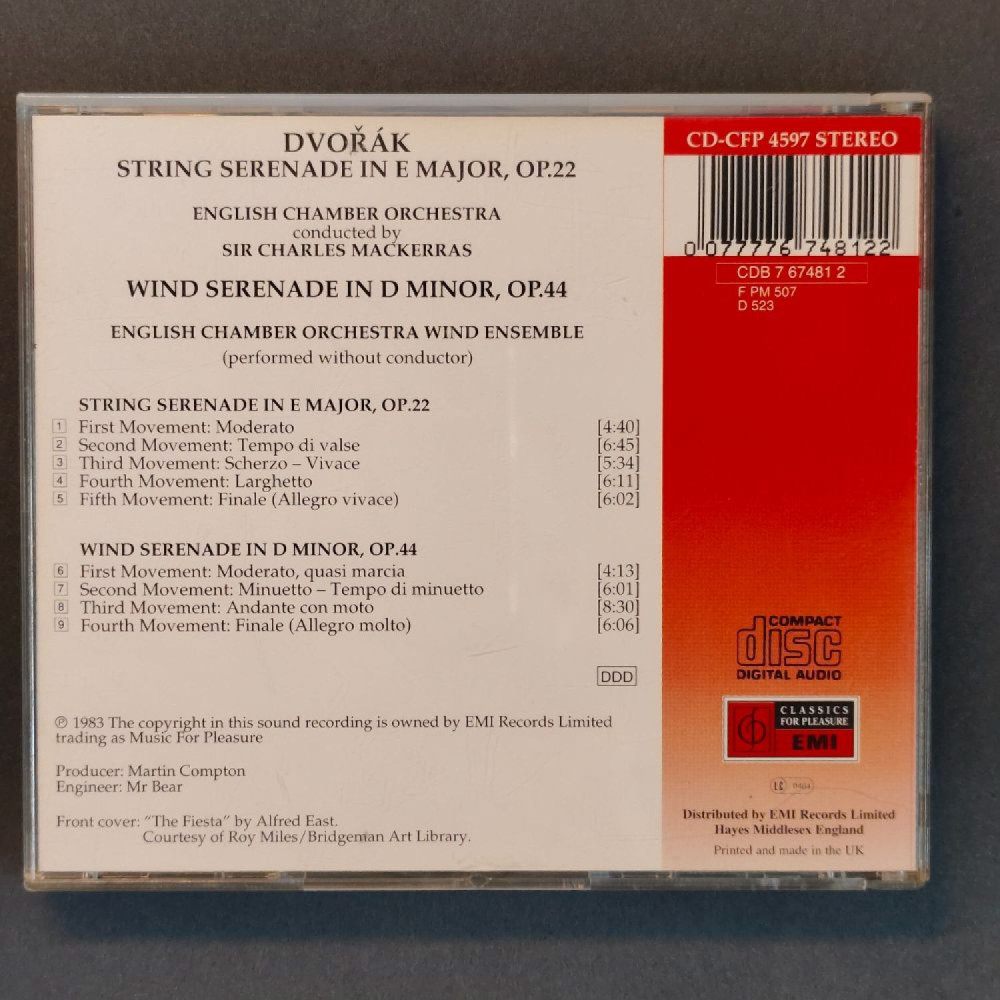 DVOŘÁK
STRING SERENADE IN E MAJOR, OP.22
ENGLISH CHAMBER ORCHESTRA
conducted by
SIR CHARLES MACKERRAS
WIND SERENADE IN D MINOR, OP.44
ENGLISH CHAMBER ORCHESTRA WIND ENSEMBLE
(performed without conductor)
STRING SERENADE IN E MAJOR, OP.22
1 First Movement: Moderato [4:40]
2 Second Movement: Tempo di valse [6:45]
3 Third Movement: Scherzo – Vivace [5:34]
4 Fourth Movement: Larghetto [6:11]
5 Fifth Movement: Finale (Allegro vivace) [6:02]
WIND SERENADE IN D MINOR, OP.44
6 First Movement: Moderato, quasi marcia [4:13]
7 Second Movement: Minuetto – Tempo di minuetto [6:01]
8 Third Movement: Andante con moto [8:30]
9 Fourth Movement: Finale (Allegro molto) [6:06]
DDD
℗ 1983 The copyright in this sound recording is owned by EMI Records Limited
trading as Music For Pleasure
Producer: Martin Compton
Engineer: Mr Bear
Front cover: “The Fiesta” by Alfred East.
Courtesy of Roy Miles/Bridgeman Art Library.
CD-CFP 4597 STEREO
0 077776 748122
CDB 7 67481 2
F PM 507
D 523
COMPACT
disc
DIGITAL AUDIO
CLASSICS
FOR PLEASURE
EMI
LC
Distributed by EMI Records Limited
Hayes Middlesex England
Printed and made in the UK